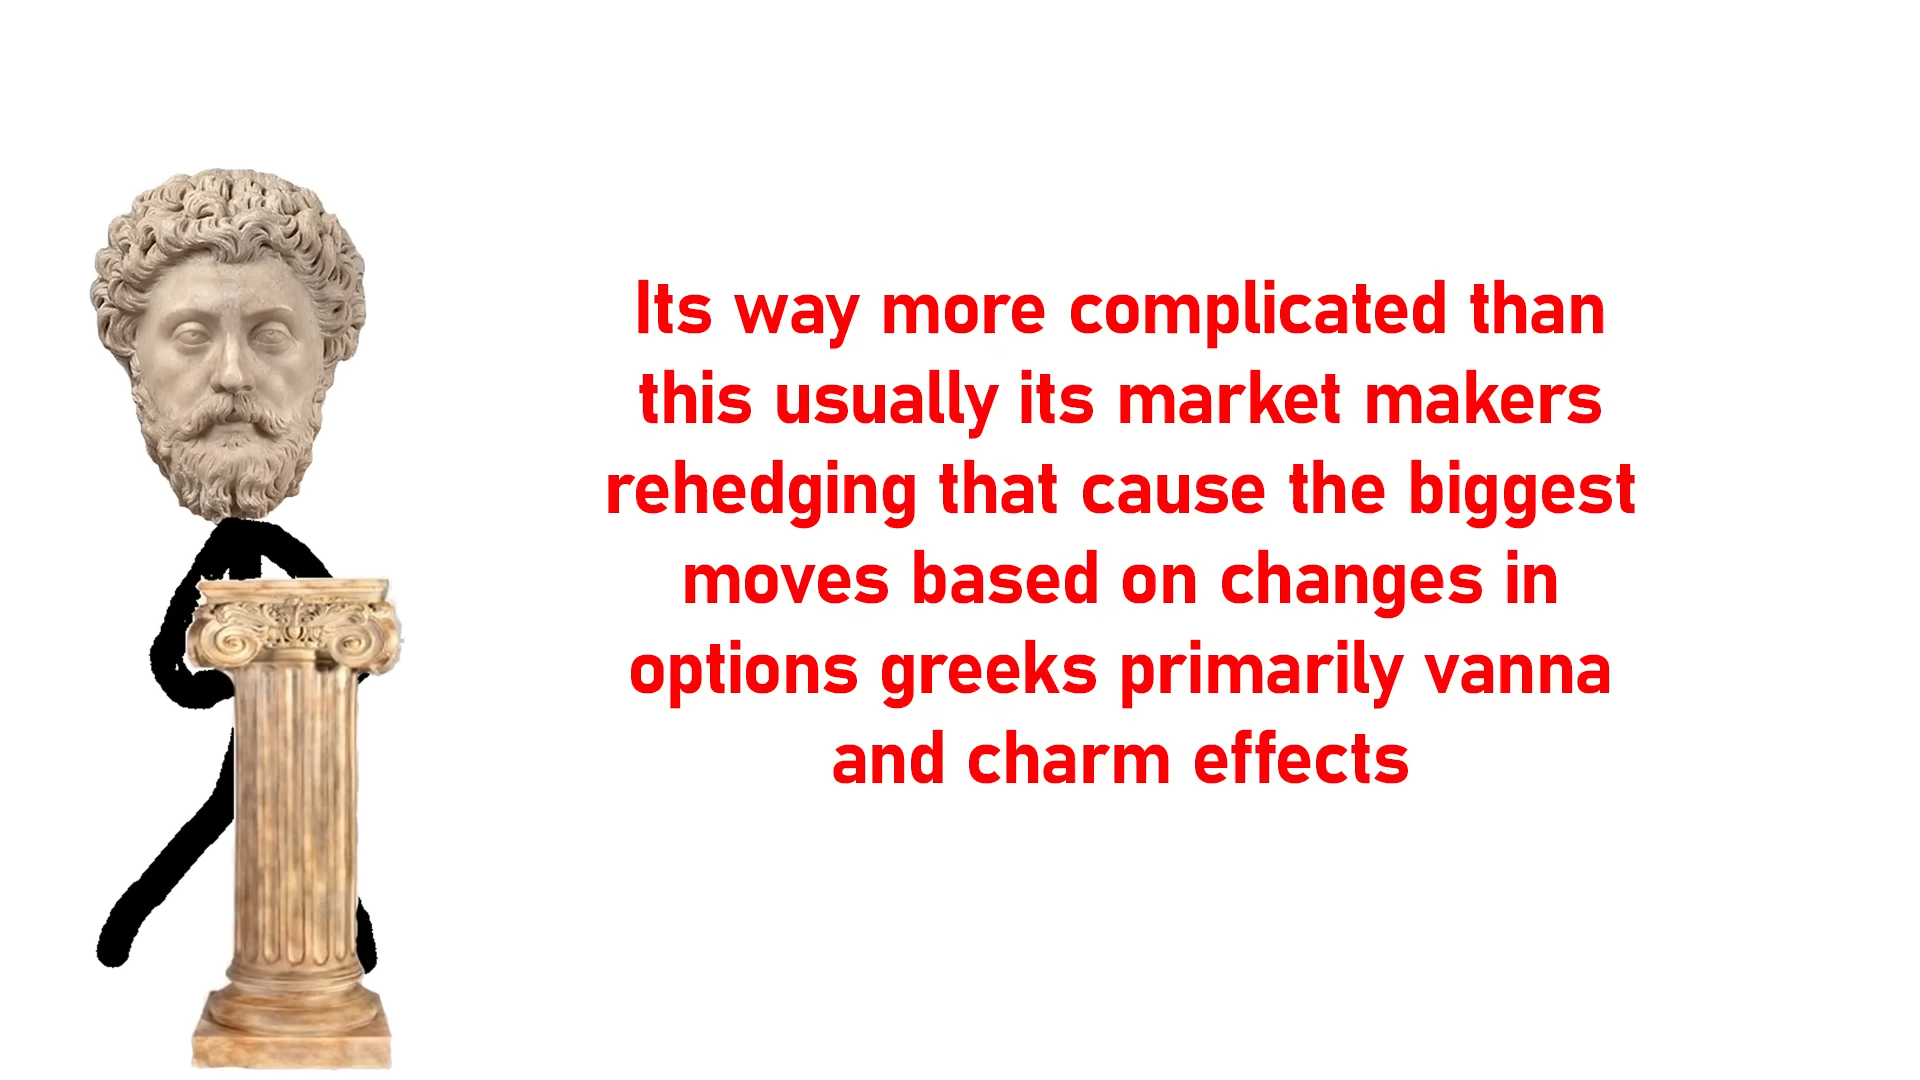 Its way more complicated than
this usually its market makers
rehedging that cause the biggest
moves based on changes in
options greeks primarily vanna
and charm effects